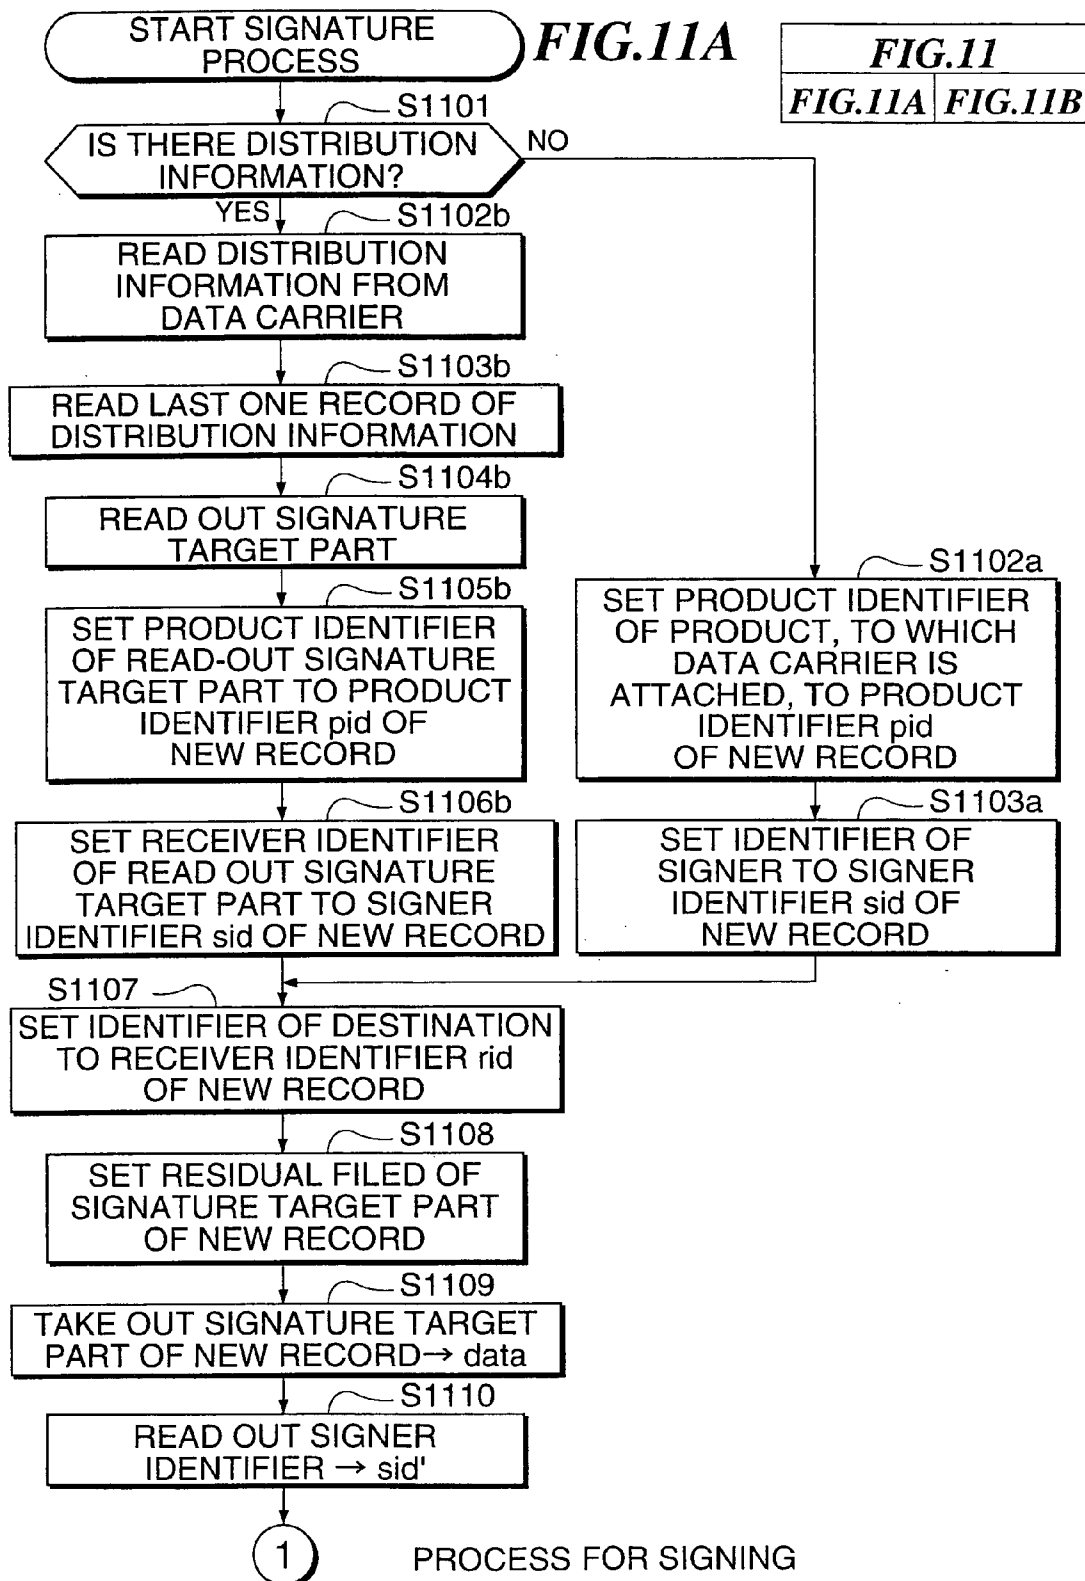 START SIGNATURE
PROCESS
FIG.11A
FIG.11
FIG.11A FIG.11B
S1101
IS THERE DISTRIBUTION
INFORMATION?
NO
YES
S1102b
READ DISTRIBUTION
INFORMATION FROM
DATA CARRIER
S1103b
READ LAST ONE RECORD OF
DISTRIBUTION INFORMATION
S1104b
READ OUT SIGNATURE
TARGET PART
S1105b
SET PRODUCT IDENTIFIER
OF READ-OUT SIGNATURE
TARGET PART TO PRODUCT
IDENTIFIER pid OF
NEW RECORD
S1102a
SET PRODUCT IDENTIFIER
OF PRODUCT, TO WHICH
DATA CARRIER IS
ATTACHED, TO PRODUCT
IDENTIFIER pid
OF NEW RECORD
S1106b
SET RECEIVER IDENTIFIER
OF READ OUT SIGNATURE
TARGET PART TO SIGNER
IDENTIFIER sid OF NEW RECORD
S1103a
SET IDENTIFIER OF
SIGNER TO SIGNER
IDENTIFIER sid OF
NEW RECORD
S1107
SET IDENTIFIER OF DESTINATION
TO RECEIVER IDENTIFIER rid
OF NEW RECORD
S1108
SET RESIDUAL FILED OF
SIGNATURE TARGET PART
OF NEW RECORD
S1109
TAKE OUT SIGNATURE TARGET
PART OF NEW RECORD→ data
S1110
READ OUT SIGNER
IDENTIFIER → sid'
1
PROCESS FOR SIGNING